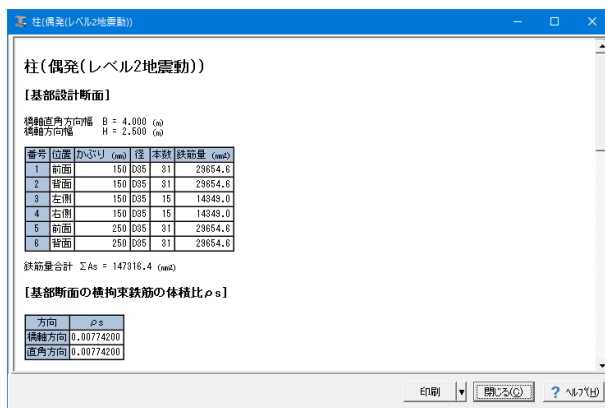 柱(偶発(レベル2地震動))
柱(偶発(レベル2地震動))
[基部設計断面]
橋軸直角方向幅 B = 4.000 (m)
橋軸方向幅 H = 2.500 (m)
番号 位置 かぶり (mm) 径 本数 鉄筋量 (mm2)
1 前面 150 D35 31 29654.6
2 背面 150 D35 31 29654.6
3 左側 150 D35 15 14349.0
4 右側 150 D35 15 14349.0
5 前面 250 D35 31 29654.6
6 背面 250 D35 31 29654.6
鉄筋量合計 ΣAs = 147316.4 (mm2)
[基部断面の横拘束鉄筋の体積比ρs]
方向 ρs
橋軸方向 0.00774200
直角方向 0.00774200
印刷 閉じる(C) ? ヘルプ(H)